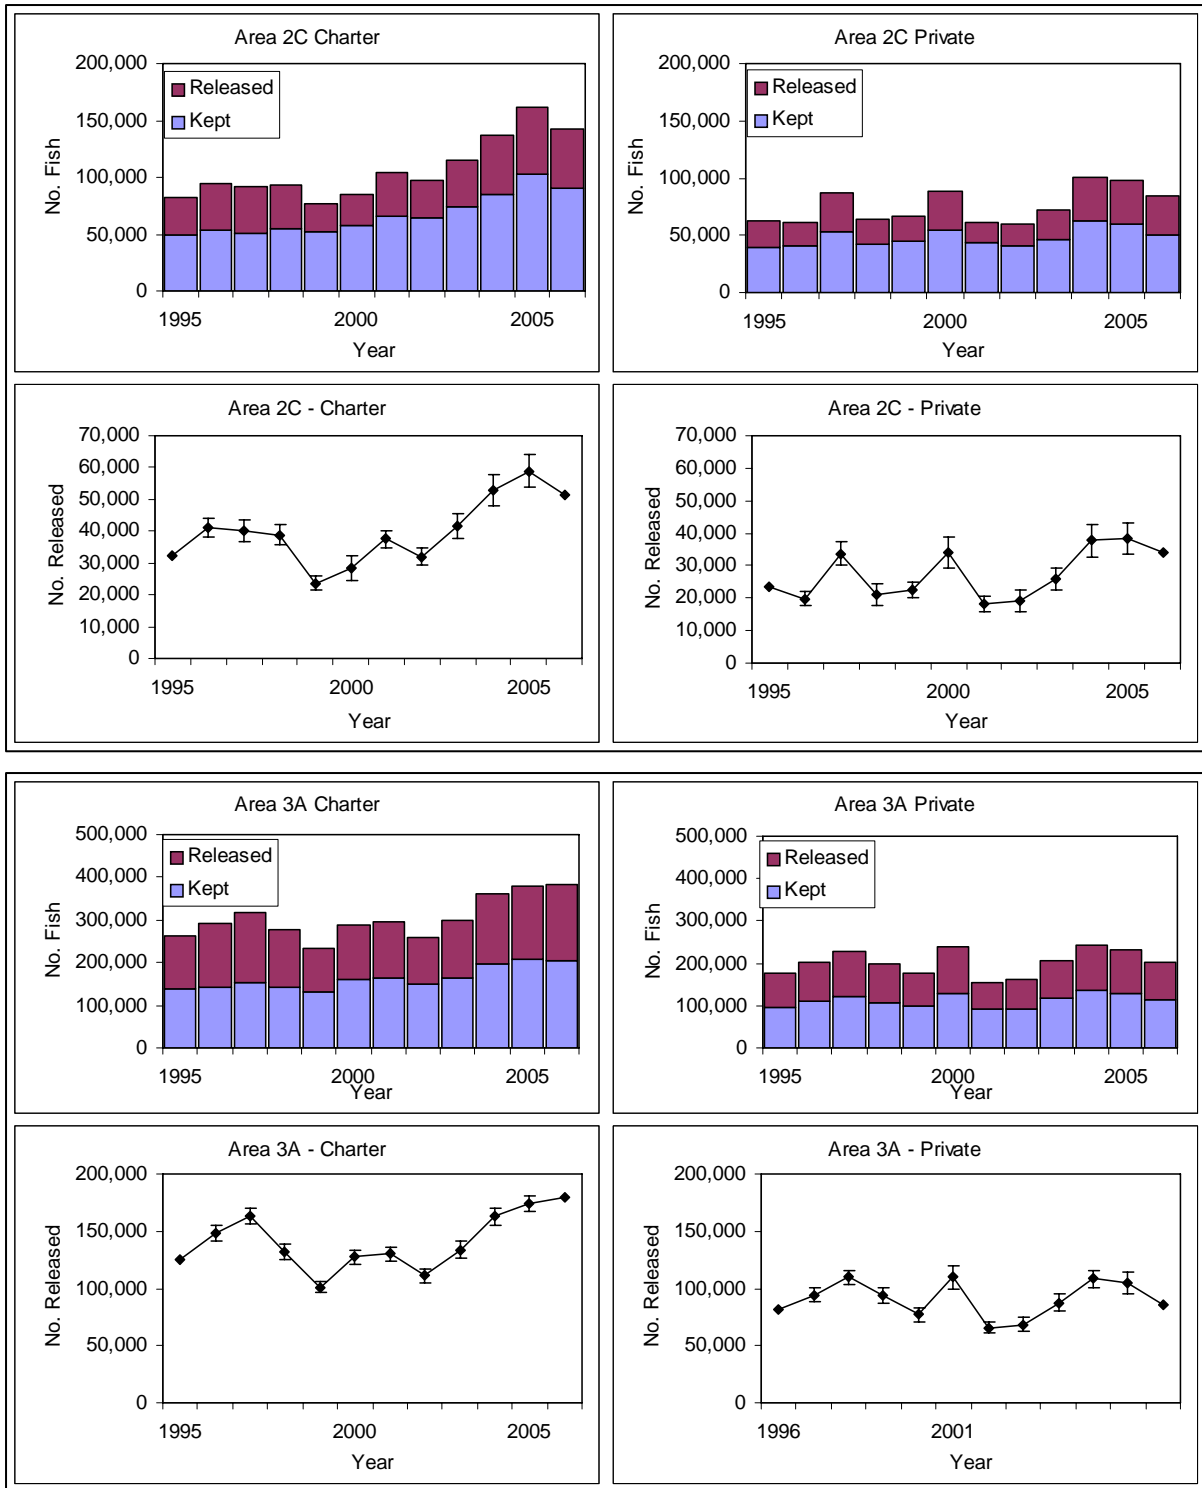 Area 2C Charter
200,000
150,000
100,000
50,000
0
No. Fish
Released
Kept
1995 2000 2005
Year
Area 2C Private
200,000
150,000
100,000
50,000
0
No. Fish
Released
Kept
1995 2000 2005
Year
Area 2C - Charter
70,000
60,000
50,000
40,000
30,000
20,000
10,000
0
No. Released
1995 2000 2005
Year
Area 2C - Private
70,000
60,000
50,000
40,000
30,000
20,000
10,000
0
No. Released
1995 2000 2005
Year
Area 3A Charter
500,000
400,000
300,000
200,000
100,000
0
No. Fish
Released
Kept
1995 2000 2005
Year
Area 3A Private
500,000
400,000
300,000
200,000
100,000
0
No. Fish
Released
Kept
1995 2000 2005
Year
Area 3A - Charter
200,000
150,000
100,000
50,000
0
No. Released
1995 2000 2005
Year
Area 3A - Private
200,000
150,000
100,000
50,000
0
No. Released
1996 2001
Year